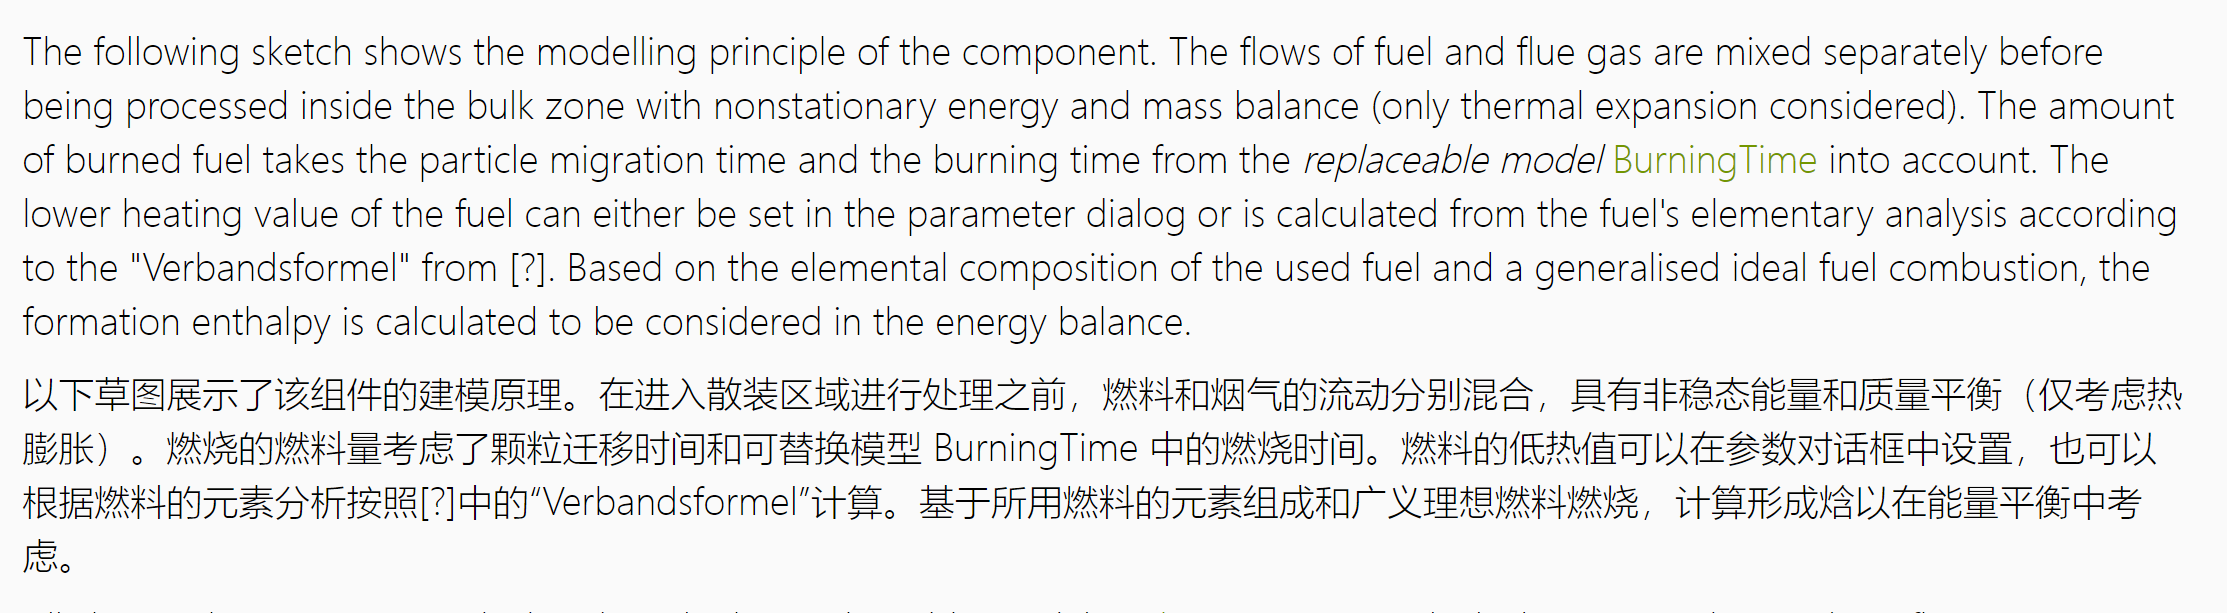 The following sketch shows the modelling principle of the component. The flows of fuel and flue gas are mixed separately before
being processed inside the bulk zone with nonstationary energy and mass balance (only thermal expansion considered). The amount
of burned fuel takes the particle migration time and the burning time from the replaceable model BurningTime into account. The
lower heating value of the fuel can either be set in the parameter dialog or is calculated from the fuel's elementary analysis according
to the "Verbandsformel" from [?]. Based on the elemental composition of the used fuel and a generalised ideal fuel combustion, the
formation enthalpy is calculated to be considered in the energy balance.
以下草图展示了该组件的建模原理。在进入散装区域进行处理之前，燃料和烟气的流动分别混合，具有非稳态能量和质量平衡（仅考虑热
膨胀）。燃烧的燃料量考虑了颗粒迁移时间和可替换模型 BurningTime 中的燃烧时间。燃料的低热值可以在参数对话框中设置，也可以
根据燃料的元素分析按照[?]中的“Verbandsformel”计算。基于所用燃料的元素组成和广义理想燃料燃烧，计算形成焓以在能量平衡中考
虑。